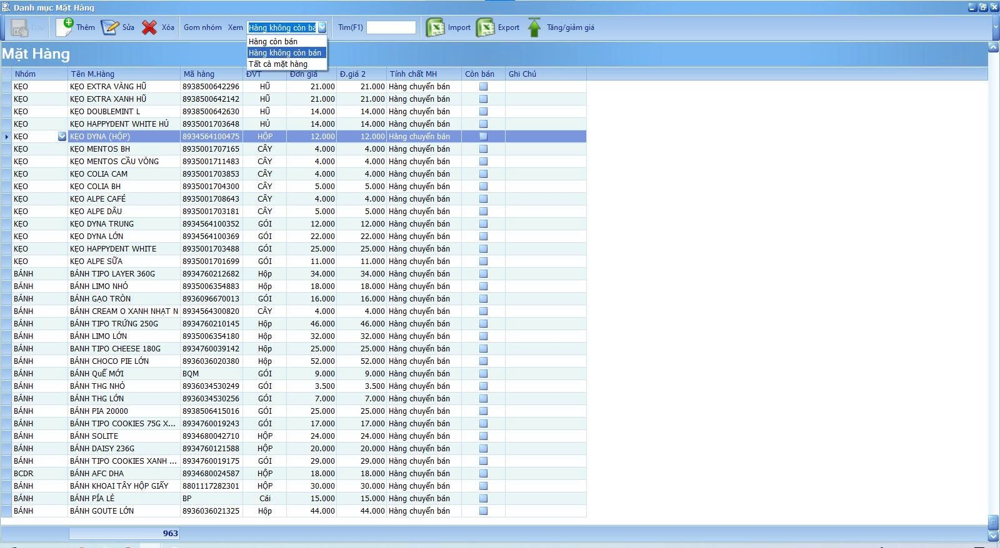 Danh mục Mặt Hàng
Lưu Thêm Sửa Xóa Gom nhóm Xem Hàng không còn bá Tìm(F1) Import Export Tăng/giảm giá
Hàng còn bán
Hàng không còn bán
Tất cả mặt hàng
Mặt Hàng
Nhóm Tên M.Hàng Mã hàng ĐVT Đơn giá Đ.giá 2 Tính chất MH Còn bán Ghi Chú
KẸO KẸO EXTRA VÀNG HŨ 8938500642296 HŨ 21.000 21.000 Hàng chuyển bán
KẸO KẸO EXTRA XANH HŨ 8938500642142 HŨ 21.000 21.000 Hàng chuyển bán
KẸO KẸO DOUBLEMINT L 8938500642630 HŨ 14.000 14.000 Hàng chuyển bán
KẸO KẸO HAPPYDENT WHITE HỦ 8935001703648 HỦ 14.000 14.000 Hàng chuyển bán
KẸO KẸO DYNA (HỘP) 8934564100475 HỘP 12.000 12.000 Hàng chuyển bán
KẸO KẸO MENTOS BH 8935001707165 CÂY 4.000 4.000 Hàng chuyển bán
KẸO KẸO MENTOS CẦU VÒNG 8935001711483 CÂY 4.000 4.000 Hàng chuyển bán
KẸO KẸO COLIA CAM 8935001703853 CÂY 4.000 4.000 Hàng chuyển bán
KẸO KẸO COLIA BH 8935001704300 CÂY 5.000 5.000 Hàng chuyển bán
KẸO KẸO ALPE CAFÉ 8935001708643 CÂY 4.000 4.000 Hàng chuyển bán
KẸO KẸO ALPE DÂU 8935001703181 CÂY 5.000 5.000 Hàng chuyển bán
KẸO KẸO DYNA TRUNG 8934564100352 GÓI 12.000 12.000 Hàng chuyển bán
KẸO KẸO DYNA LỚN 8934564100369 GÓI 22.000 22.000 Hàng chuyển bán
KẸO KẸO HAPPYDENT WHITE 8935001703488 GÓI 25.000 25.000 Hàng chuyển bán
KẸO KẸO ALPE SỮA 8935001701699 GÓI 11.000 11.000 Hàng chuyển bán
BÁNH BÁNH TIPO LAYER 360G 8934760212682 Hộp 34.000 34.000 Hàng chuyển bán
BÁNH BÁNH LIMO NHỎ 8935006354883 Hộp 18.000 18.000 Hàng chuyển bán
BÁNH BÁNH GẠO TRÒN 8936096670013 GÓI 16.000 16.000 Hàng chuyển bán
BÁNH BÁNH CREAM O XANH NHẠT N 8934564300820 CÂY 4.000 4.000 Hàng chuyển bán
BÁNH BÁNH TIPO TRỨNG 250G 8934760210145 Hộp 46.000 46.000 Hàng chuyển bán
BÁNH BÁNH LIMO LỚN 8935006354180 Hộp 32.000 32.000 Hàng chuyển bán
BÁNH BANH TIPO CHEESE 180G 8934760039142 Hộp 25.000 25.000 Hàng chuyển bán
BÁNH BÁNH CHOCO PIE LỚN 8936036020380 Hộp 52.000 52.000 Hàng chuyển bán
BÁNH BÁNH QuẾ MỚI BQM GÓI 9.000 9.000 Hàng chuyển bán
BÁNH BÁNH THG NHỎ 8936034530249 GÓI 3.500 3.500 Hàng chuyển bán
BÁNH BÁNH THG LỚN 8936034530256 GÓI 7.000 7.000 Hàng chuyển bán
BÁNH BÁNH PIA 20000 8938506415016 GÓI 25.000 25.000 Hàng chuyển bán
BÁNH BÁNH TIPO COOKIES 75G X... 8934760019243 GÓI 17.000 17.000 Hàng chuyển bán
BÁNH BÁNH SOLITE 8934680042710 HỘP 24.000 24.000 Hàng chuyển bán
BÁNH BÁNH DAISY 236G 8934760121588 HỘP 20.000 20.000 Hàng chuyển bán
BÁNH BÁNH TIPO COOKIES XANH ... 8934760019175 GÓI 29.000 29.000 Hàng chuyển bán
BCDR BÁNH AFC DHA 8934680024587 HỘP 18.000 18.000 Hàng chuyển bán
BÁNH BÁNH KHOAI TÂY HỘP GIẤY 8801117282301 HỘP 30.000 30.000 Hàng chuyển bán
BÁNH BÁNH PÍA LẺ BP Cái 15.000 15.000 Hàng chuyển bán
BÁNH BÁNH GOUTE LỚN 8936036021325 Hộp 44.000 44.000 Hàng chuyển bán
963